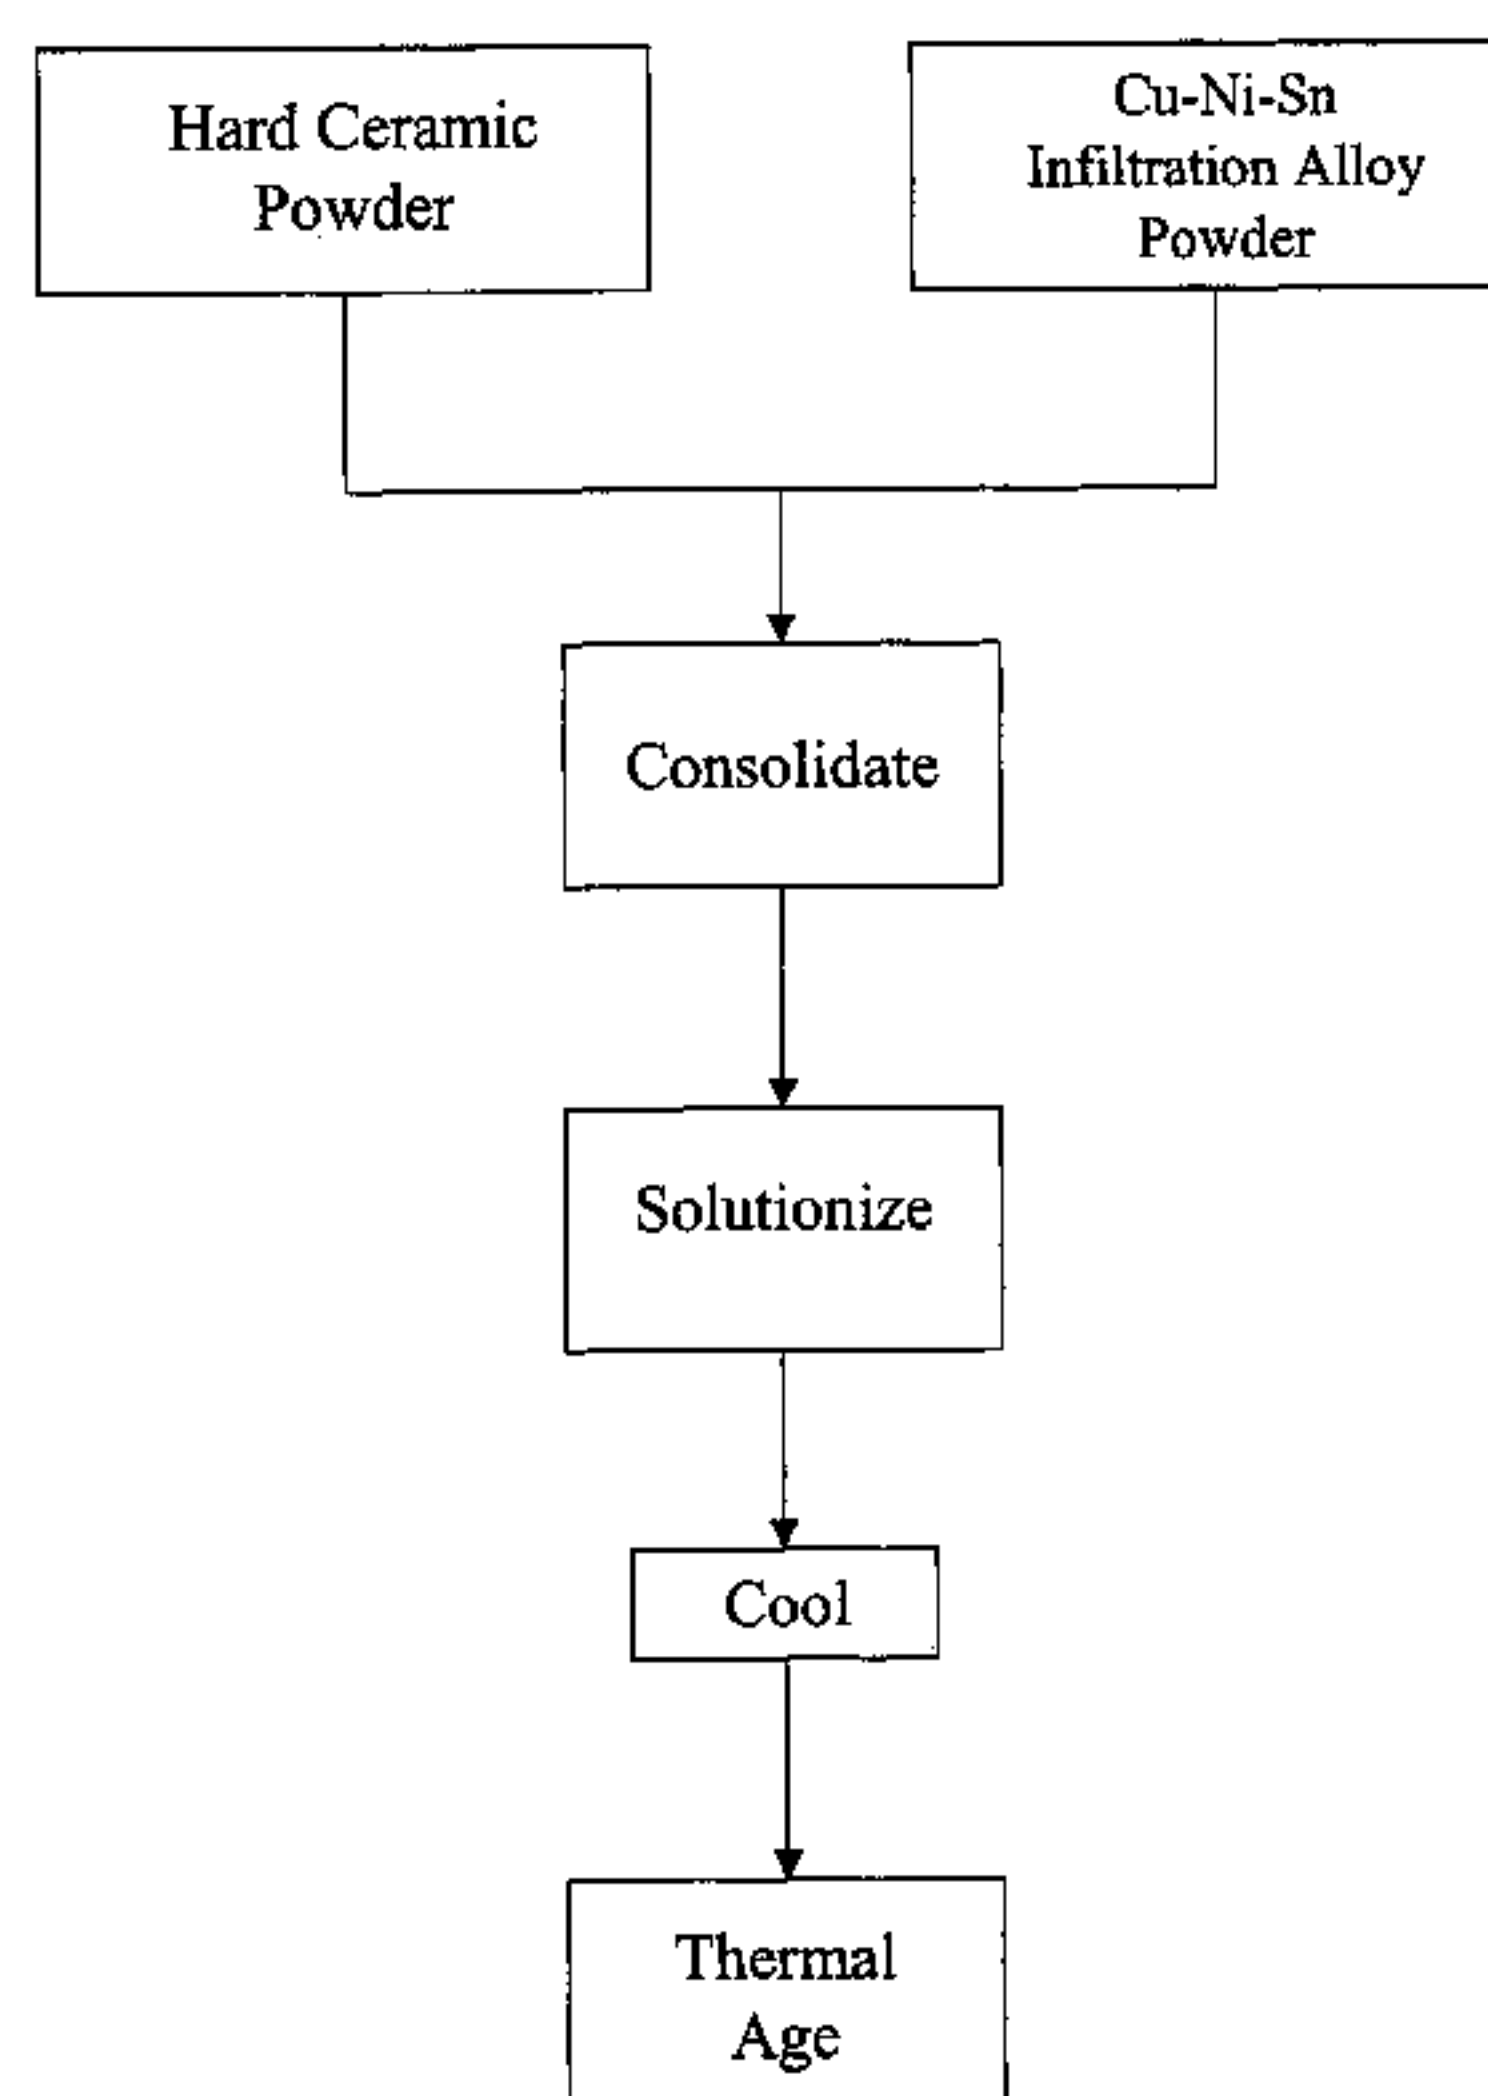 Hard Ceramic
Powder
Cu-Ni-Sn
Infiltration Alloy
Powder
Consolidate
Solutionize
Cool
Thermal
Age